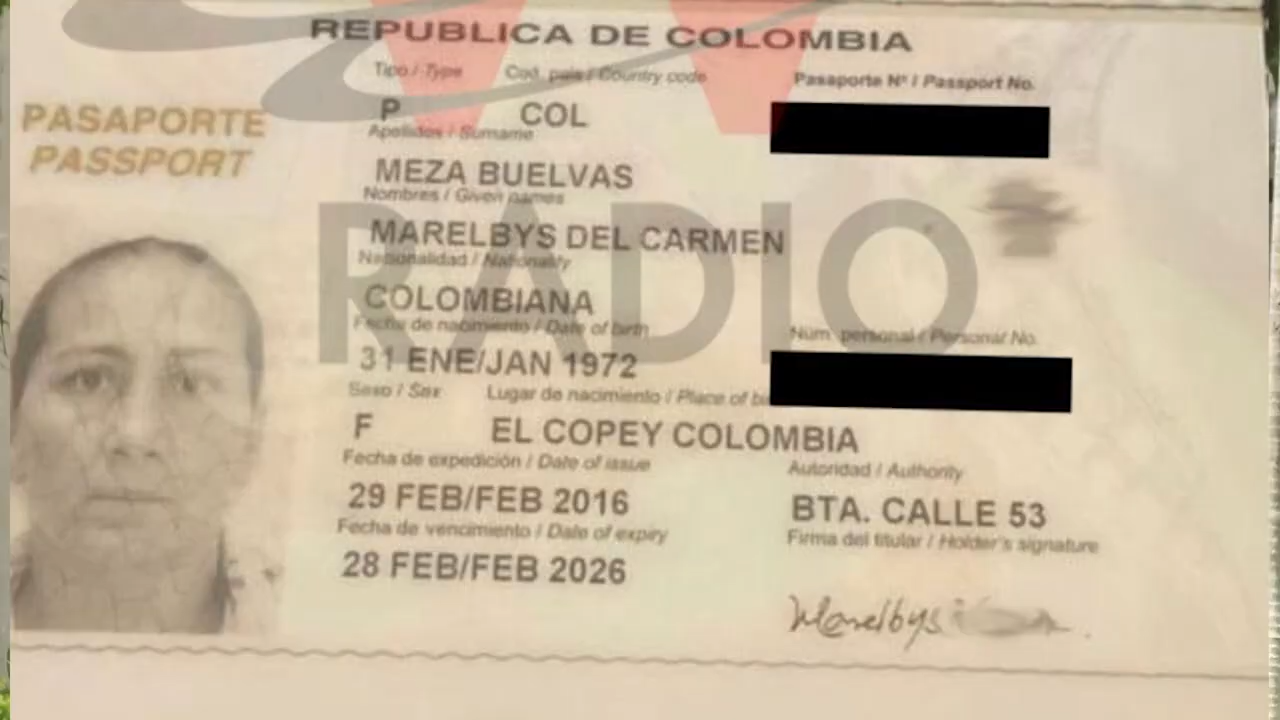 REPUBLICA DE COLOMBIA
Tipo / Type Cod. país / Country code Pasaporte Nº / Passport No.
PASAPORTE
PASSPORT
P COL
Apellidos / Surname
MEZA BUELVAS
Nombres / Given names
MARELBYS DEL CARMEN
Nacionalidad / Nationality
COLOMBIANA
Fecha de nacimiento / Date of birth Núm. personal / Personal No.
31 ENE/JAN 1972
Sexo / Sex Lugar de nacimiento / Place of
F EL COPEY COLOMBIA
Fecha de expedición / Date of issue Autoridad / Authority
29 FEB/FEB 2016 BTA. CALLE 53
Fecha de vencimiento / Date of expiry Firma del titular / Holder's signature
28 FEB/FEB 2026
Marelbys
W
RADIO